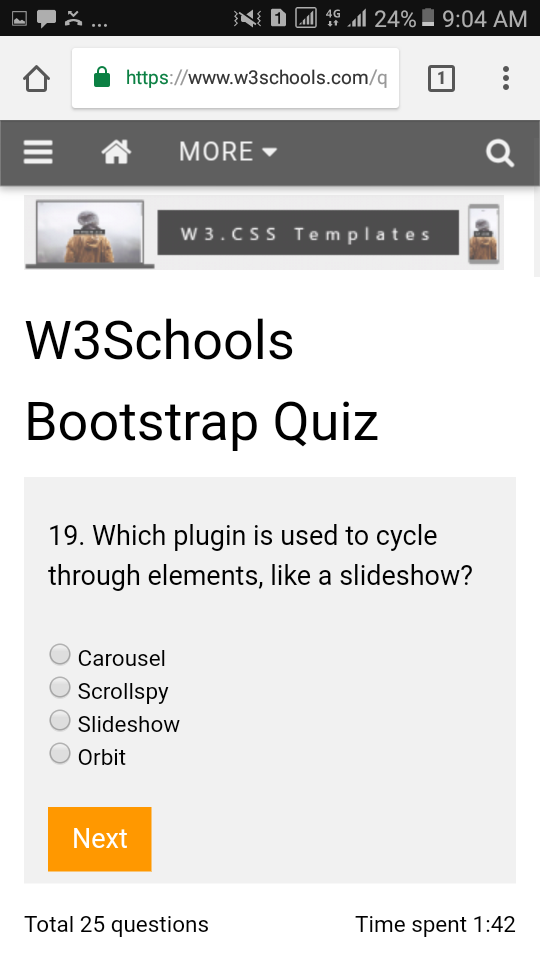 ... 1 4G 24% 9:04 AM
https://www.w3schools.com/q 1
MORE
W3.CSS Templates
W3Schools
Bootstrap Quiz
19. Which plugin is used to cycle
through elements, like a slideshow?
Carousel
Scrollspy
Slideshow
Orbit
Next
Total 25 questions Time spent 1:42